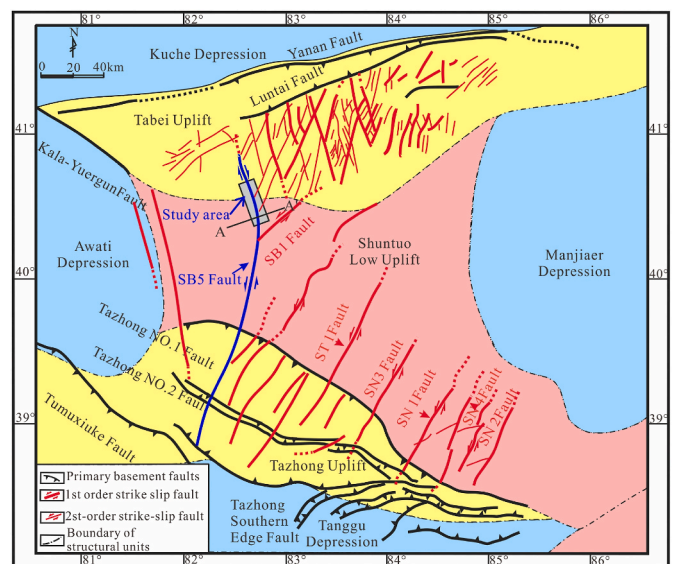 81°
82°
83°
84°
85°
86°
N
0 20 40km
Kuche Depression
Yanan Fault
Luntai Fault
Tabei Uplift
41°
41°
Kala-YuergunFault
Study area
A
A'
SB1 Fault
Awati
Depression
SB5 Fault
Shuntuo
Low Uplift
Manjiaer
Depression
40°
40°
Tazhong NO.1 Fault
Tazhong NO.2 Fault
ST 1Fault
SN3 Fault
SN 1Fault
SN4Fault
SN 2Fault
39°
39°
Tumuxiuke Fault
Tazhong Uplift
Tazhong
Southern
Edge Fault
Tanggu
Depression
Primary basement faults
1st order strike slip fault
2st-order strike-slip fault
Boundary of
structural units
81°
82°
83°
84°
85°
86°